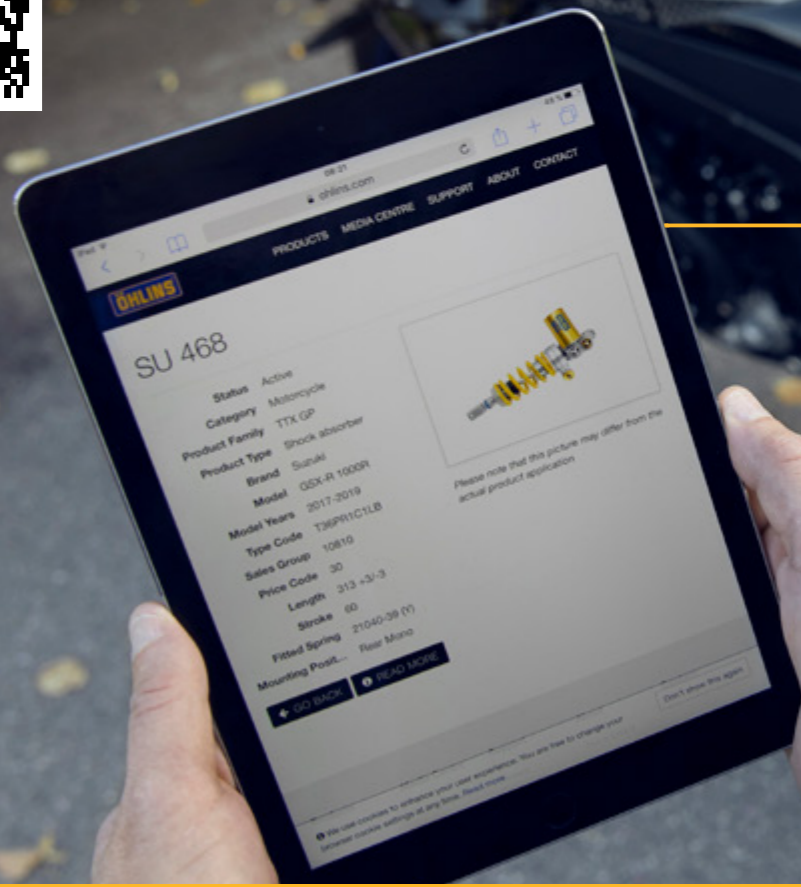 iPad
08:21
48 %
ohlins.com
PRODUCTS MEDIA CENTRE SUPPORT ABOUT CONTACT
ÖHLINS
SU 468
Status Active
Category Motorcycle
Product Family TTX GP
Product Type Shock absorber
Brand Suzuki
Model GSX-R 1000R
Model Years 2017-2019
Type Code T36PR1C1LB
Sales Group 10810
Price Code 30
Length 313 +3/-3
Stroke 60
Fitted Spring 21040-39 (Y)
Mounting Posit... Rear Mono
Please note that this picture may differ from the
actual product application
GO BACK
READ MORE
We use cookies to enhance your user experience. You are free to change your
browser cookie settings at any time. Read more.
Don't show this again